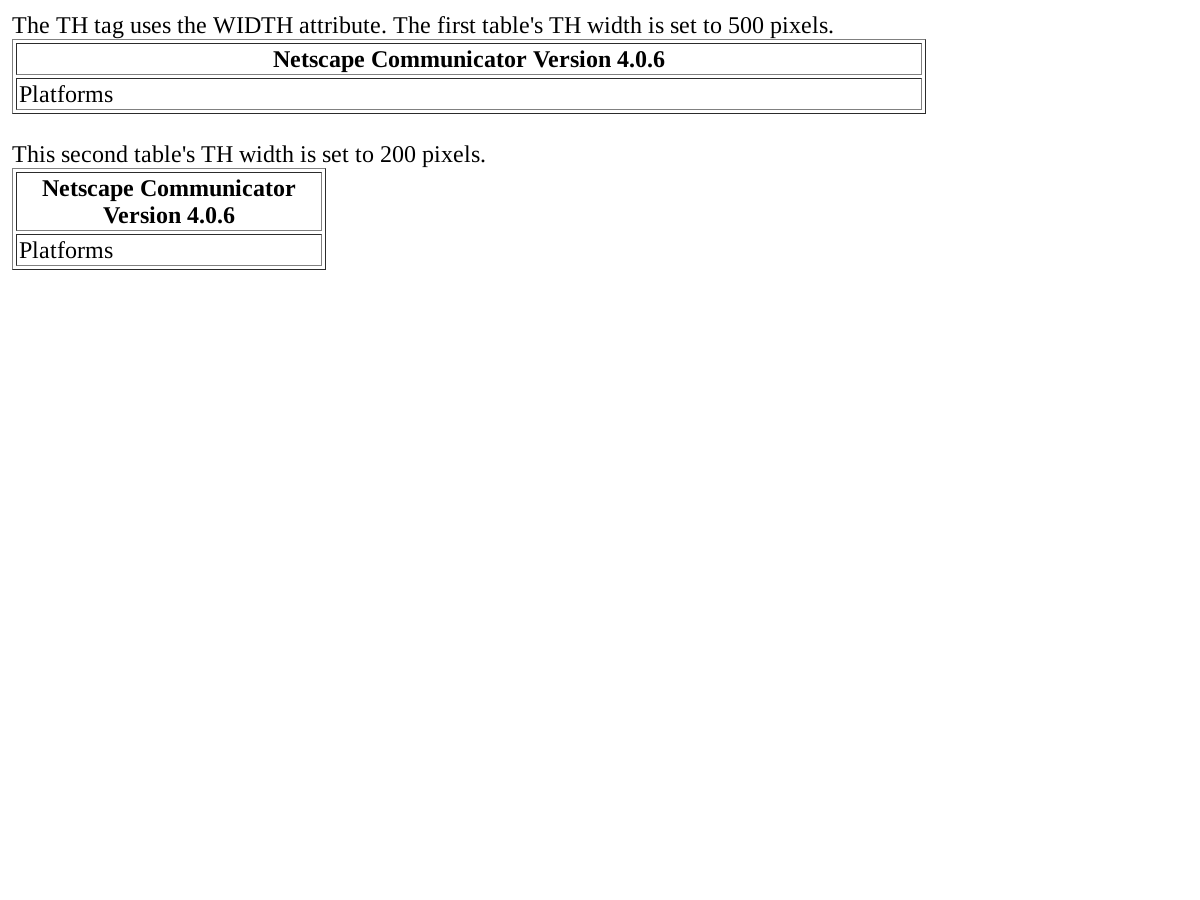 The TH tag uses the WIDTH attribute. The first table's TH width is set to 500 pixels.
Netscape Communicator Version 4.0.6
Platforms
This second table's TH width is set to 200 pixels.
Netscape Communicator
Version 4.0.6
Platforms